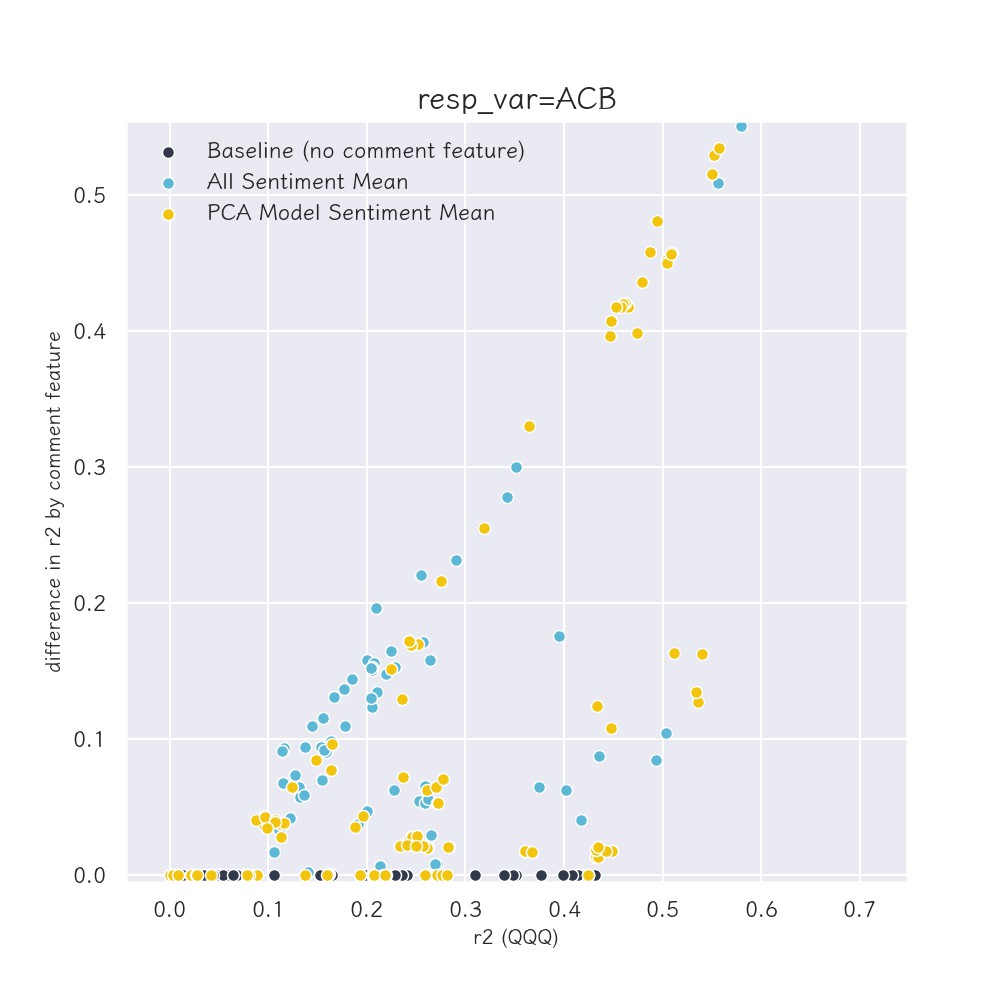 resp_var=ACB
Baseline (no comment feature)
All Sentiment Mean
PCA Model Sentiment Mean
difference in r2 by comment feature
0.5
0.4
0.3
0.2
0.1
0.0
0.0 0.1 0.2 0.3 0.4 0.5 0.6 0.7
r2 (QQQ)